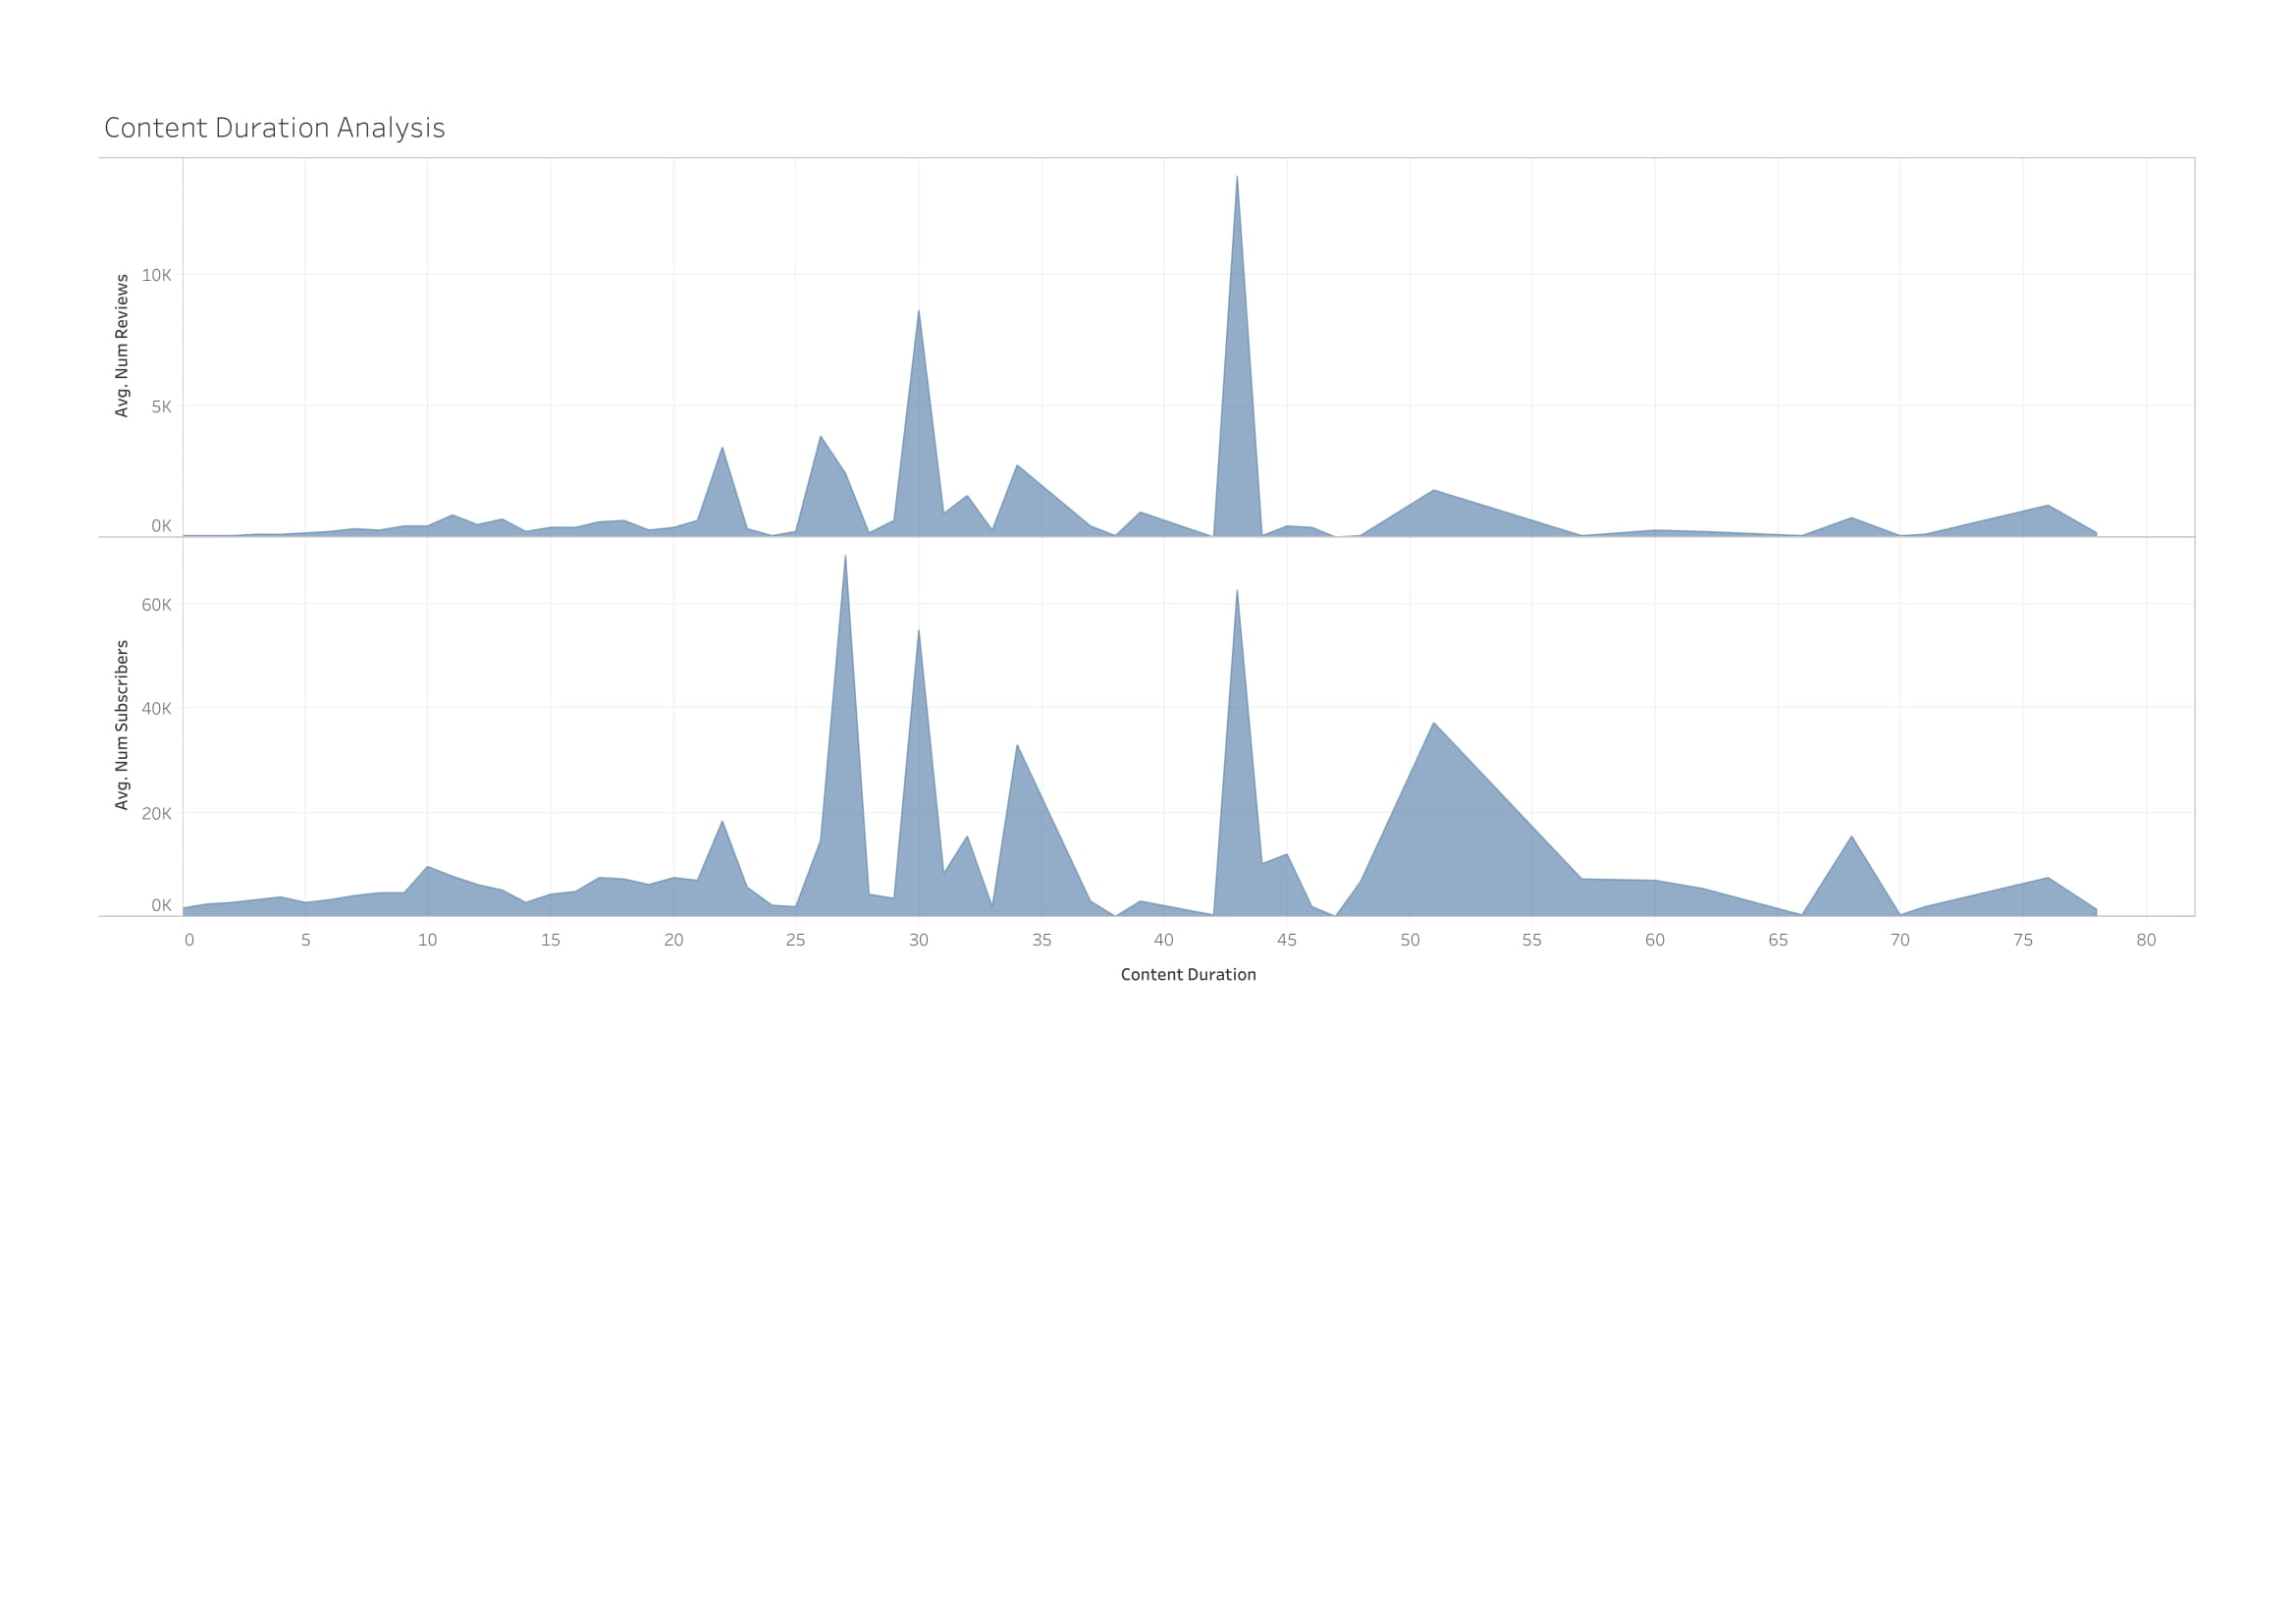 Content Duration Analysis
Avg. Num Reviews
10K
5K
0K
Avg. Num Subscribers
60K
40K
20K
0K
0 5 10 15 20 25 30 35 40 45 50 55 60 65 70 75 80
Content Duration